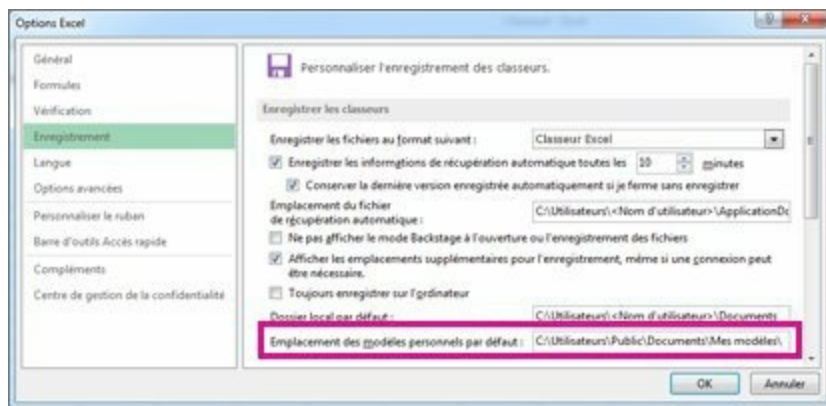 Options Excel
Général
Formules
Vérification
Enregistrement
Langue
Options avancées
Personnaliser le ruban
Barre d'outils Accès rapide
Compléments
Centre de gestion de la confidentialité
Personnaliser l'enregistrement des classeurs.
Enregistrer les classeurs
Enregistrer les fichiers au format suivant : Classeur Excel
Enregistrer les informations de récupération automatique toutes les 10 minutes
Conserver la dernière version enregistrée automatiquement si je ferme sans enregistrer
Emplacement du fichier
de récupération automatique : C:\Utilisateurs\<Nom d'utilisateur>\ApplicationDo
Ne pas afficher le mode Backstage à l'ouverture ou l'enregistrement des fichiers
Afficher les emplacements supplémentaires pour l'enregistrement, même si une connexion peut
être nécessaire.
Toujours enregistrer sur l'ordinateur
Dossier local par défaut : C:\Utilisateurs\<Nom d'utilisateur>\Documents
Emplacement des modèles personnels par défaut : C:\Utilisateurs\Public\Documents\Mes modèles\
OK Annuler